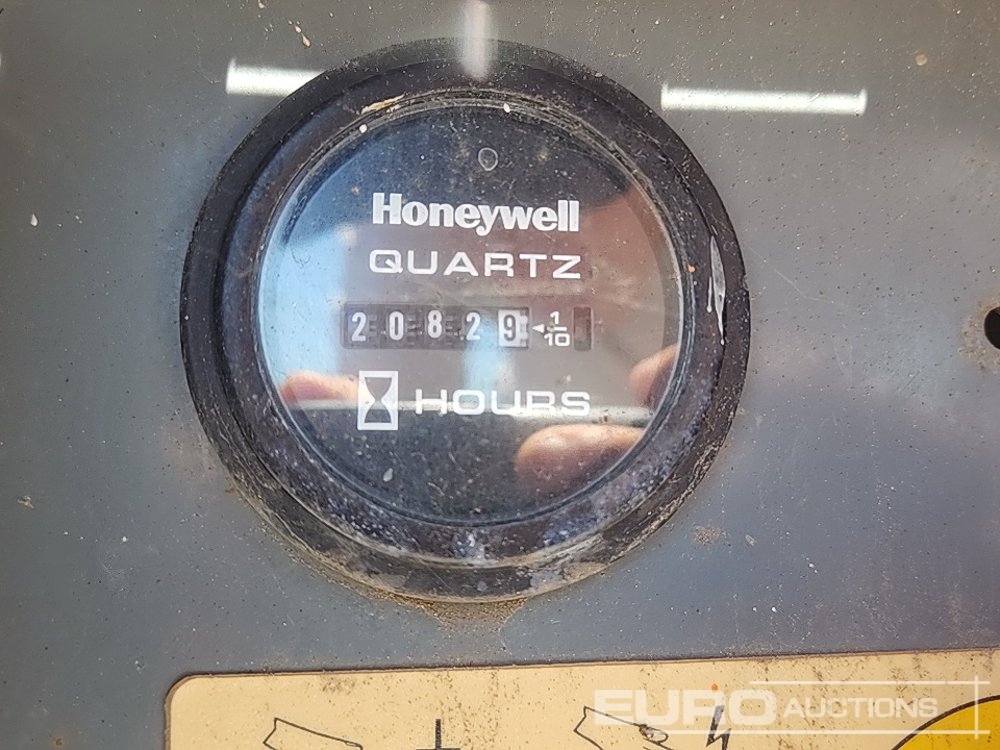 Honeywell
QUARTZ
20829 ◄ 1/10
HOURS
EURO AUCTIONS